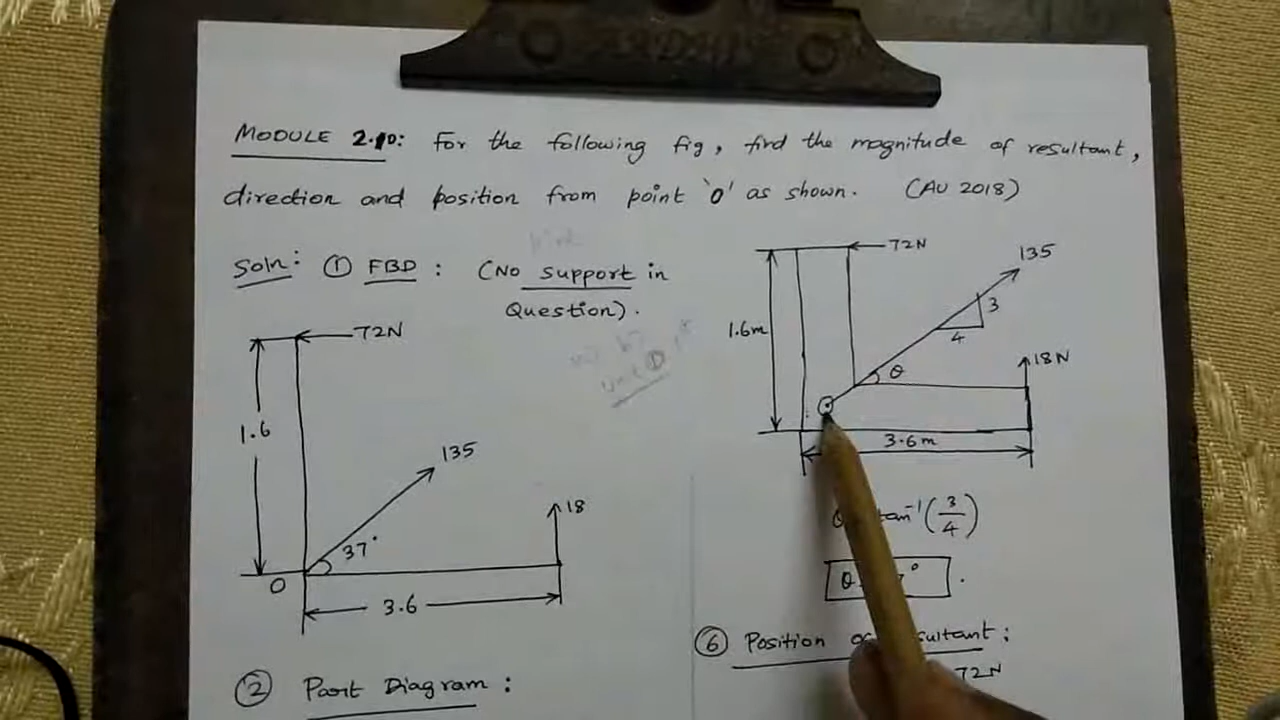 MODULE 2.10: For the following fig, find the magnitude of resultant,
direction and position from point 'O' as shown. (AU 2018)
Soln: ① FBD : (No support in
Question).
72N
1.6
135
37°
18
O
3.6
② Part Diagram :
72N
135
3
4
1.6m
θ
18N
3.6m
tan⁻¹(3/4)
θ
°
⑥ Position
:
72N